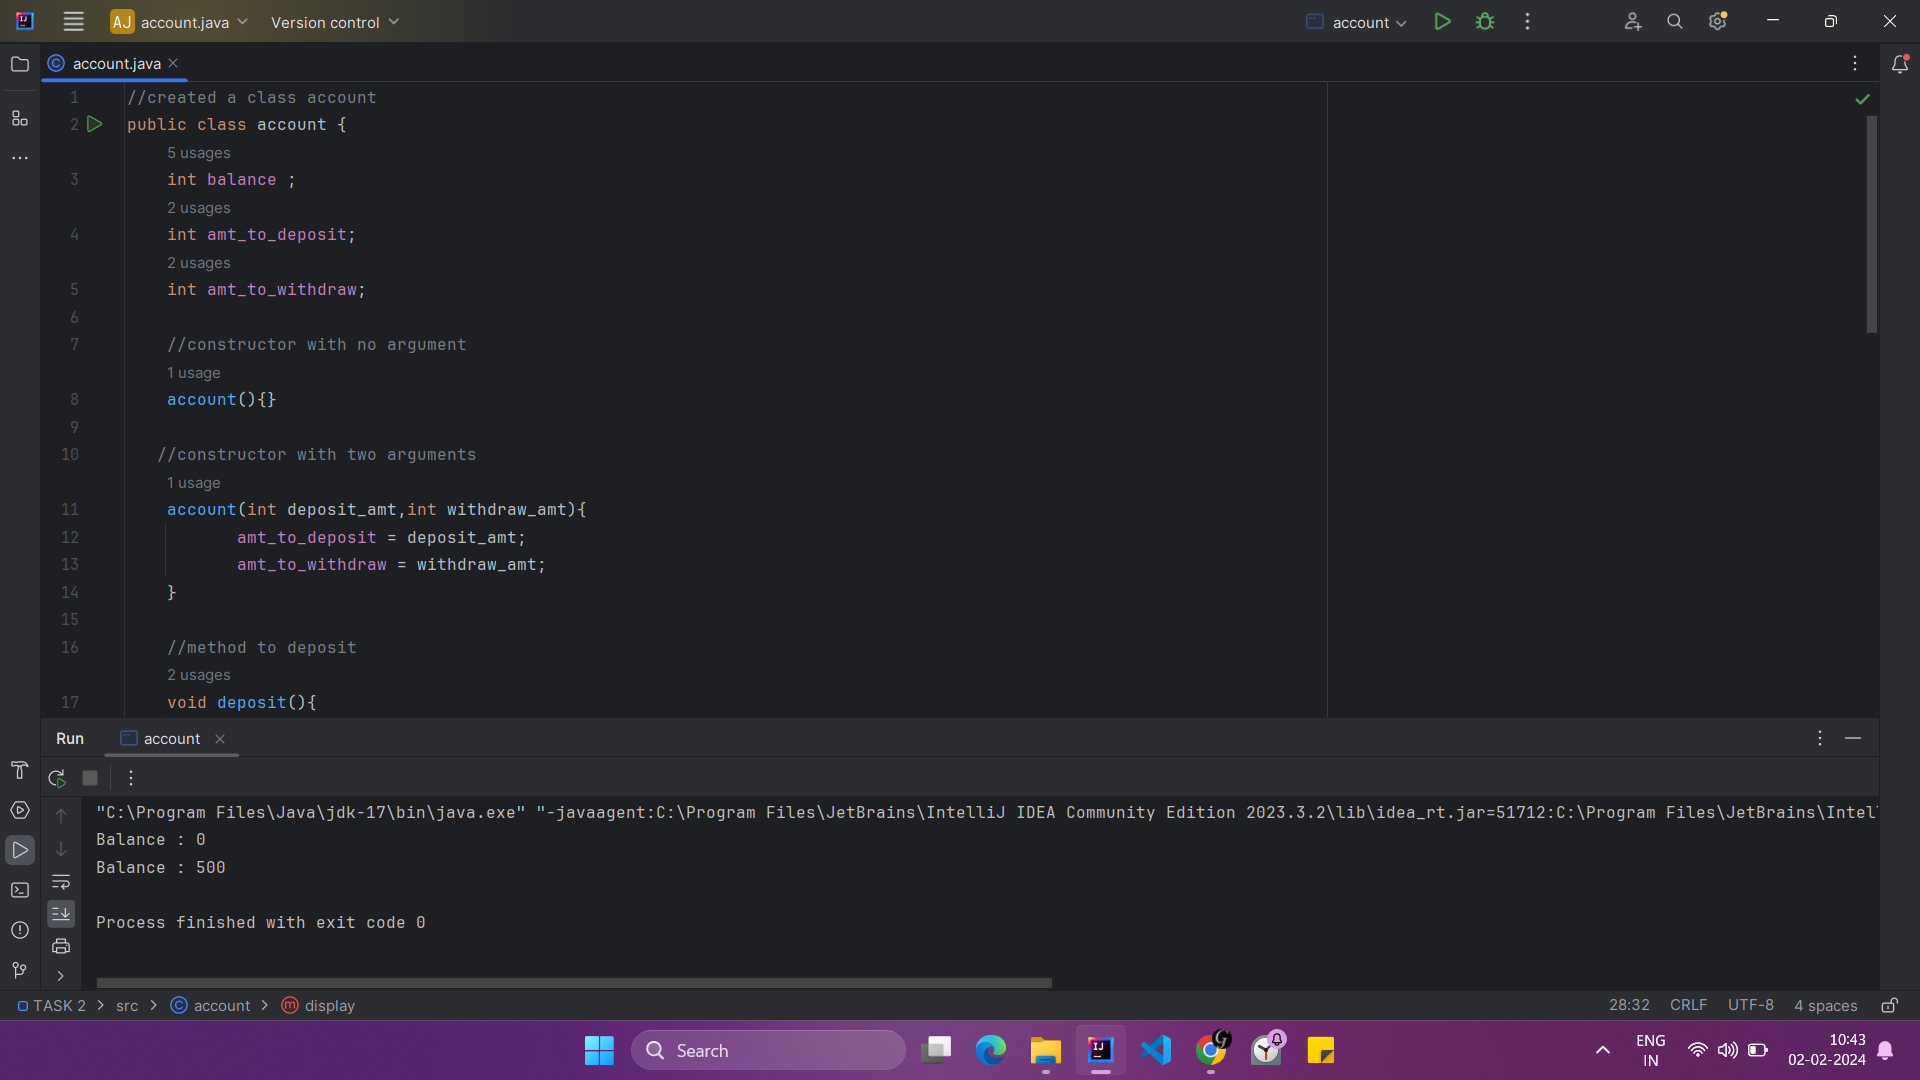 AJ account.java Version control account
account.java
1 //created a class account
2 public class account {
5 usages
3 int balance ;
2 usages
4 int amt_to_deposit;
2 usages
5 int amt_to_withdraw;
6
7 //constructor with no argument
1 usage
8 account(){}
9
10 //constructor with two arguments
1 usage
11 account(int deposit_amt,int withdraw_amt){
12 amt_to_deposit = deposit_amt;
13 amt_to_withdraw = withdraw_amt;
14 }
15
16 //method to deposit
2 usages
17 void deposit(){
Run account
"C:\Program Files\Java\jdk-17\bin\java.exe" "-javaagent:C:\Program Files\JetBrains\IntelliJ IDEA Community Edition 2023.3.2\lib\idea_rt.jar=51712:C:\Program Files\JetBrains\Intel
Balance : 0
Balance : 500
Process finished with exit code 0
TASK 2 > src > account > display 28:32 CRLF UTF-8 4 spaces
Search
ENG
IN
10:43
02-02-2024